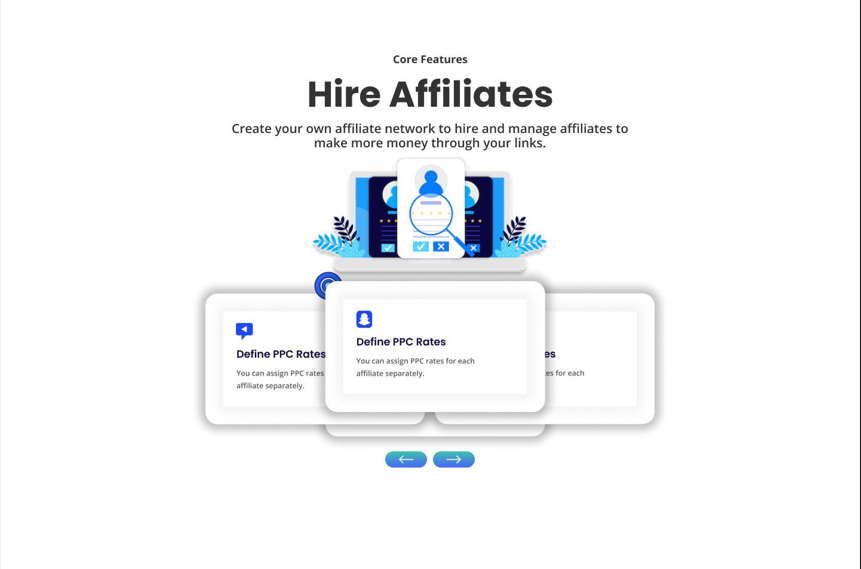 Core Features
Hire Affiliates
Create your own affiliate network to hire and manage affiliates to
make more money through your links.
Define PPC Rates
You can assign PPC rates
affiliate separately.
Define PPC Rates
You can assign PPC rates for each
affiliate separately.
for each